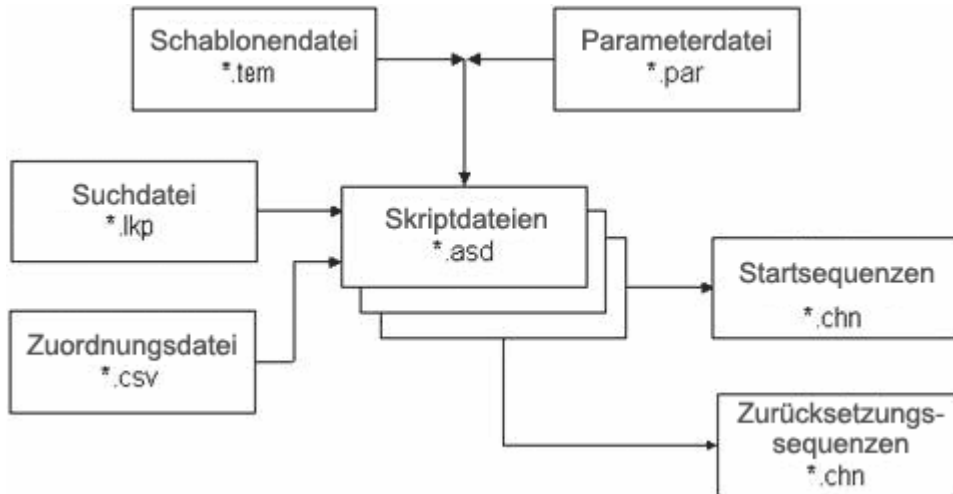 Schablonendatei
*.tem
Parameterdatei
*.par
Suchdatei
*.lkp
Skriptdateien
*.asd
Startsequenzen
*.chn
Zuordnungsdatei
*.csv
Zurücksetzungs-
sequenzen
*.chn